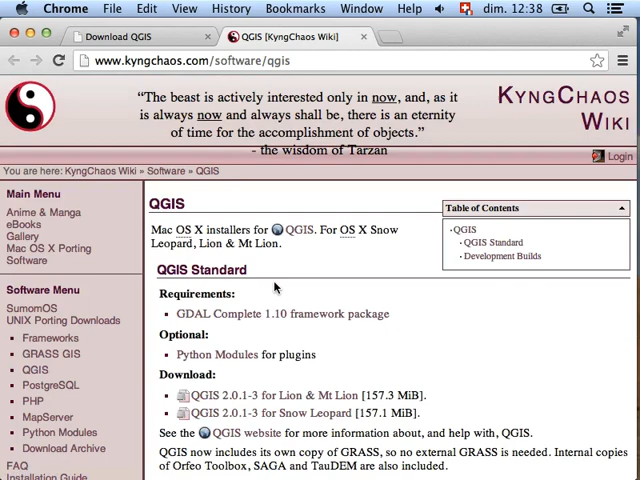 Chrome File Edit View History Bookmarks Window dim. 12:38
Download QGIS × QGIS [KyngChaos Wiki] ×
www.kyngchaos.com/software/qgis
“The beast is actively interested only in now, and, as it
is always now and always shall be, there is an eternity
of time for the accomplishment of objects.”
- the wisdom of Tarzan
KYNGCHAOS
WIKI
Login
You are here: KyngChaos Wiki » Software » QGIS
Main Menu
Anime & Manga
eBooks
Gallery
Mac OS X Porting
Software
Software Menu
SumomOS
UNIX Porting Downloads
Frameworks
GRASS GIS
QGIS
PostgreSQL
PHP
MapServer
Python Modules
Download Archive
FAQ
Installation Guide
QGIS
Mac OS X installers for QGIS. For OS X Snow
Leopard, Lion & Mt Lion.
Table of Contents
QGIS
QGIS Standard
Development Builds
QGIS Standard
Requirements:
GDAL Complete 1.10 framework package
Optional:
Python Modules for plugins
Download:
QGIS 2.0.1-3 for Lion & Mt Lion [157.3 MiB].
QGIS 2.0.1-3 for Snow Leopard [157.1 MiB].
See the QGIS website for more information about, and help with, QGIS.
QGIS now includes its own copy of GRASS, so no external GRASS is needed. Internal copies
of Orfeo Toolbox, SAGA and TauDEM are also included.